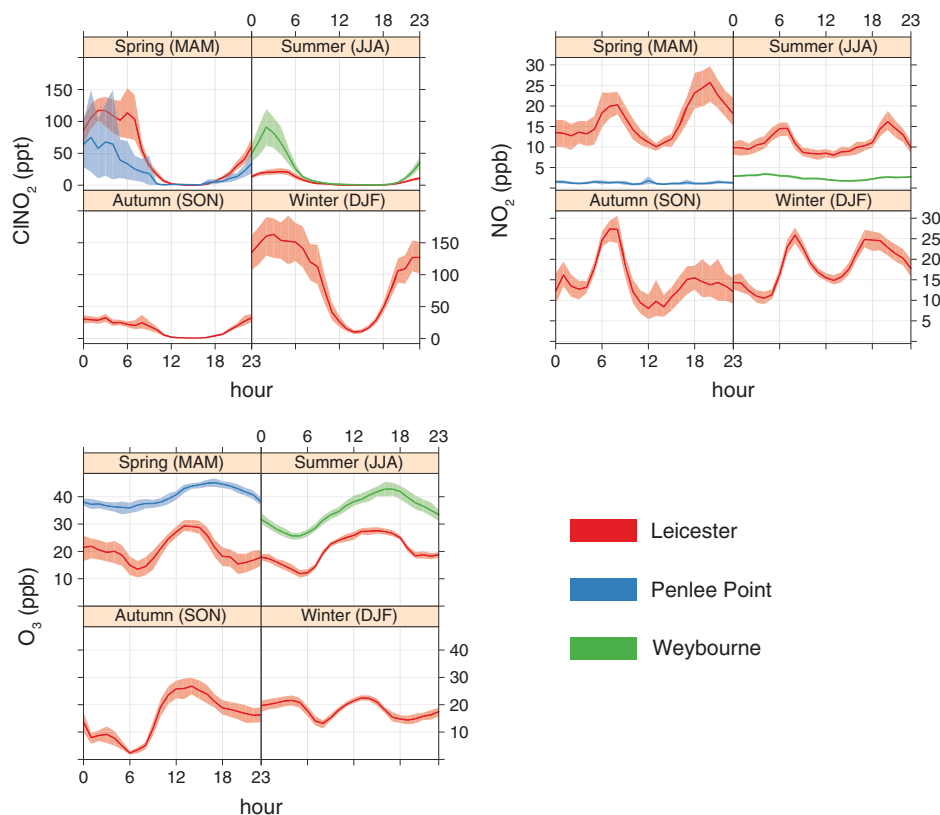 0 6 12 18 23
Spring (MAM) Summer (JJA)
150
100
50
0
ClNO₂ (ppt)
Autumn (SON) Winter (DJF)
150
100
50
0
0 6 12 18 23
hour
0 6 12 18 23
Spring (MAM) Summer (JJA)
30
25
20
15
10
5
NO₂ (ppb)
Autumn (SON) Winter (DJF)
30
25
20
15
10
5
0 6 12 18 23
hour
0 6 12 18 23
Spring (MAM) Summer (JJA)
40
30
20
10
O₃ (ppb)
Autumn (SON) Winter (DJF)
40
30
20
10
0 6 12 18 23
hour
Leicester
Penlee Point
Weybourne